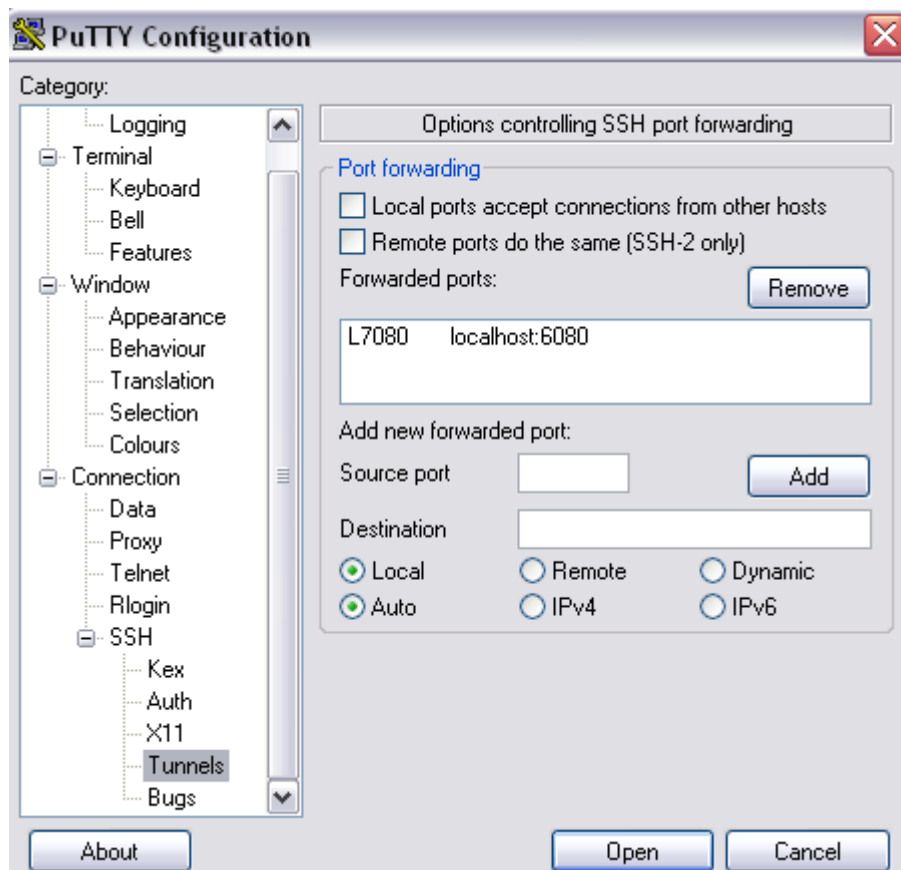 PuTTY Configuration
Category:
Logging
Terminal
Keyboard
Bell
Features
Window
Appearance
Behaviour
Translation
Selection
Colours
Connection
Data
Proxy
Telnet
Rlogin
SSH
Kex
Auth
X11
Tunnels
Bugs
Options controlling SSH port forwarding
Port forwarding
Local ports accept connections from other hosts
Remote ports do the same (SSH-2 only)
Forwarded ports:
Remove
L7080 localhost:6080
Add new forwarded port:
Source port
Add
Destination
Local Remote Dynamic
Auto IPv4 IPv6
About
Open
Cancel